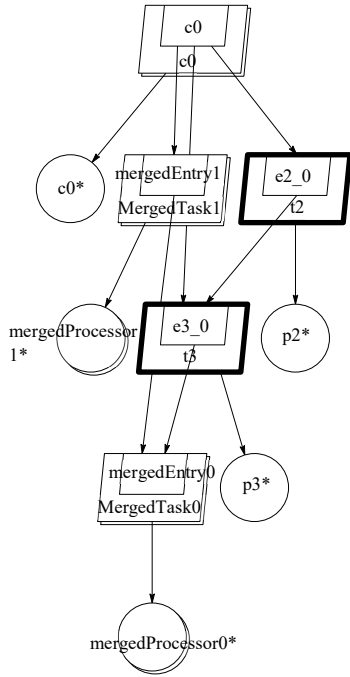 c0
c0
mergedEntry1
e2_0
c0*
MergedTask1
t2
mergedProcessor
1*
e3_0
p2*
t3
mergedEntry0
p3*
MergedTask0
mergedProcessor0*